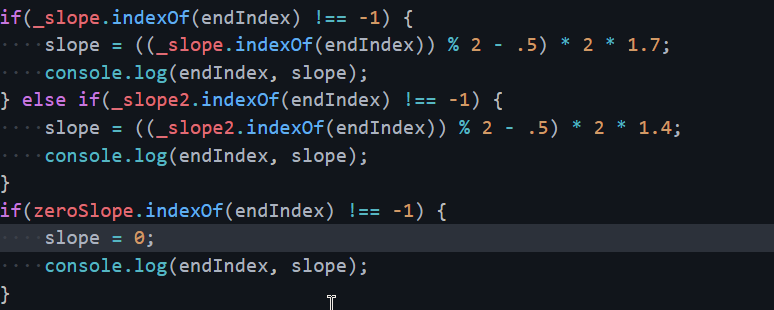 if(_slope.indexOf(endIndex) !== -1) {
    slope = ((_slope.indexOf(endIndex)) % 2 - .5) * 2 * 1.7;
    console.log(endIndex, slope);
} else if(_slope2.indexOf(endIndex) !== -1) {
    slope = ((_slope2.indexOf(endIndex)) % 2 - .5) * 2 * 1.4;
    console.log(endIndex, slope);
}
if(zeroSlope.indexOf(endIndex) !== -1) {
    slope = 0;
    console.log(endIndex, slope);
}